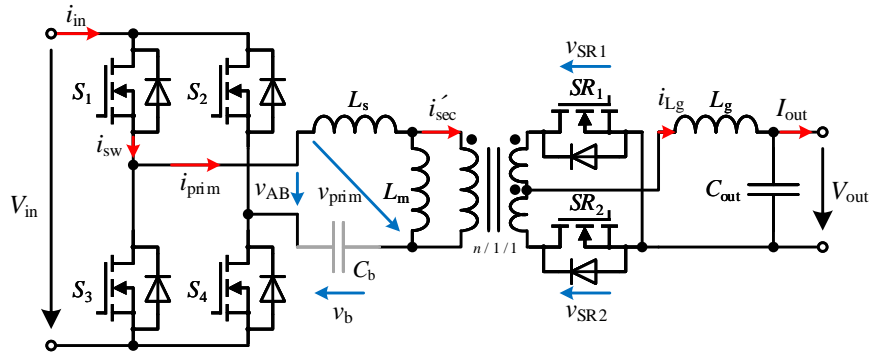 i_in
S_1
S_2
i_sw
i_prim
V_in
v_AB
S_3
S_4
L_s
v_prim
L_m
C_b
v_b
i´_sec
n / 1 / 1
v_SR1
SR_1
SR_2
v_SR2
i_Lg
L_g
I_out
C_out
V_out